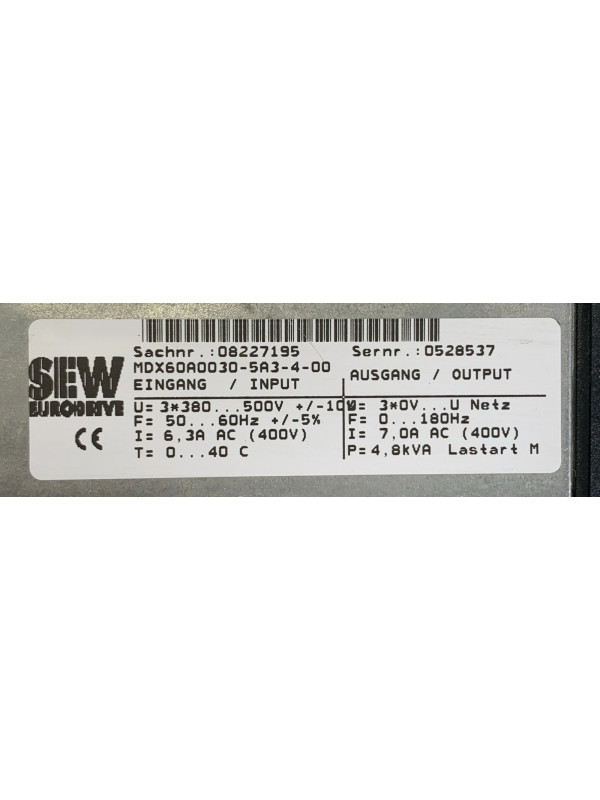 SEW
EURODRIVE
CE
Sachnr.:08227195 Sernr.:0528537
MDX60A0030-5A3-4-00
EINGANG / INPUT AUSGANG / OUTPUT
U= 3*380...500V +/-10% U= 3*0V...U Netz
F= 50...60Hz +/-5% F= 0...180Hz
I= 6,3A AC (400V) I= 7,0A AC (400V)
T= 0...40 C P=4,8kVA Lastart M